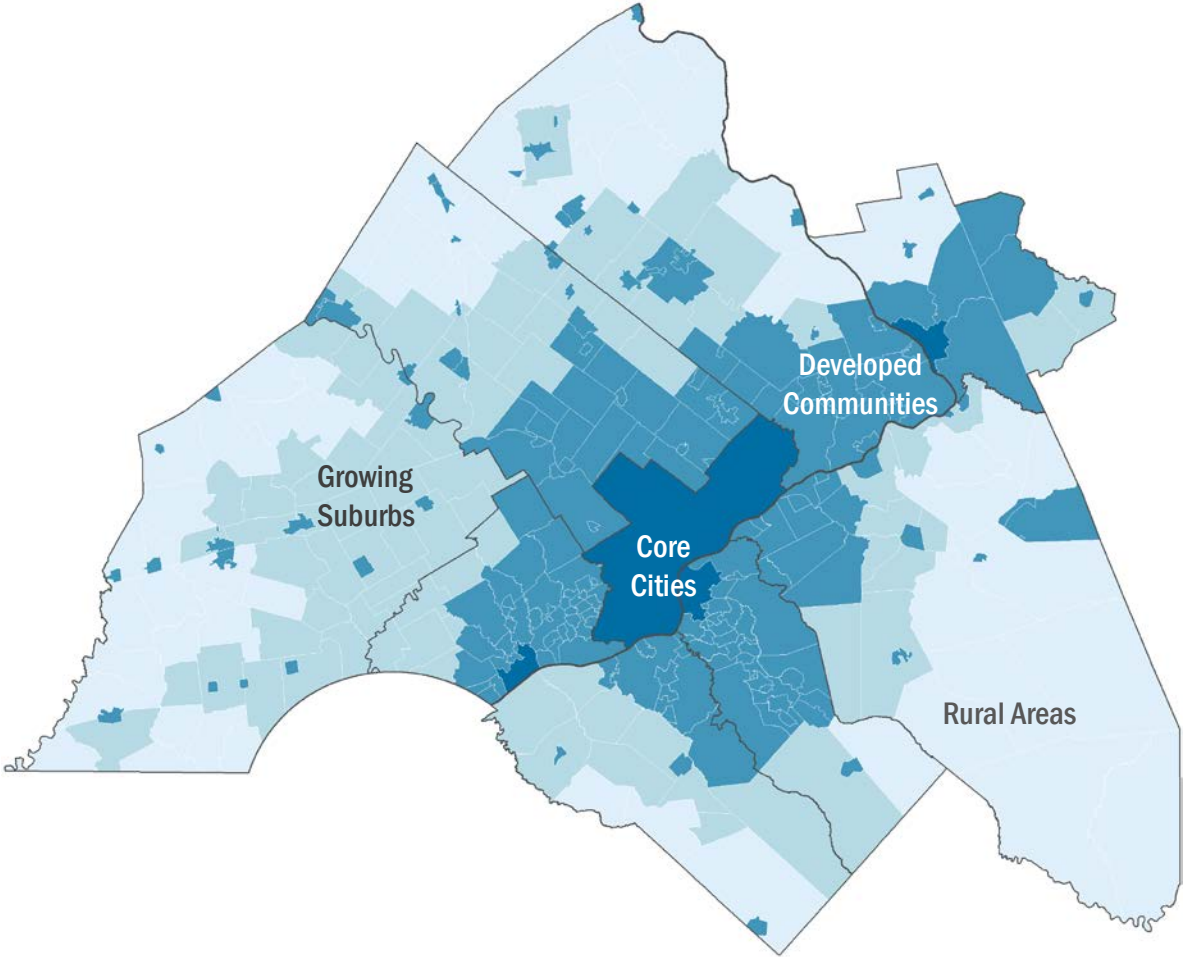 Developed
Communities
Growing
Suburbs
Core
Cities
Rural Areas